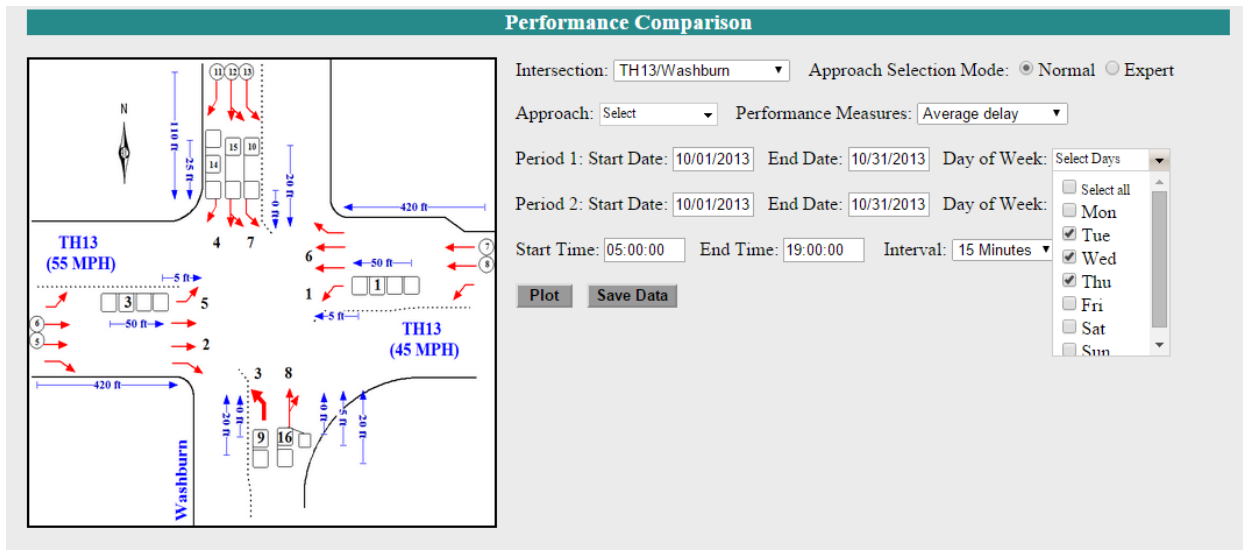 Performance Comparison
Intersection: TH13/Washburn Approach Selection Mode: Normal Expert
Approach: Select Performance Measures: Average delay
Period 1: Start Date: 10/01/2013 End Date: 10/31/2013 Day of Week: Select Days
Select all
Mon
Tue
Wed
Thu
Fri
Sat
Sun
Period 2: Start Date: 10/01/2013 End Date: 10/31/2013 Day of Week:
Start Time: 05:00:00 End Time: 19:00:00 Interval: 15 Minutes
Plot Save Data
11 12 13
N
110 ft
25 ft
15 10
14
20 ft
0 ft
420 ft
4 7
TH13
(55 MPH)
6
7
8
50 ft
1
1
5 ft
5 ft
3
5
50 ft
6
5
2
TH13
(45 MPH)
420 ft
3 8
20 ft
0 ft
0 ft
5 ft
20 ft
9 16
Washburn